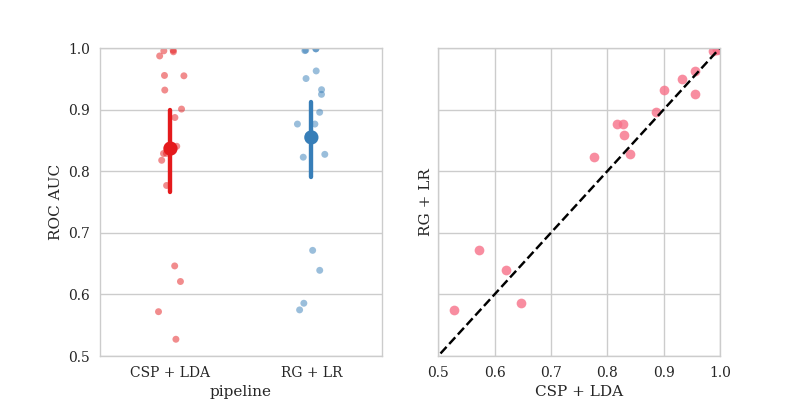 1.0
0.9
0.8
0.7
0.6
0.5
ROC AUC
CSP + LDA
RG + LR
pipeline
RG + LR
0.5
0.6
0.7
0.8
0.9
1.0
CSP + LDA